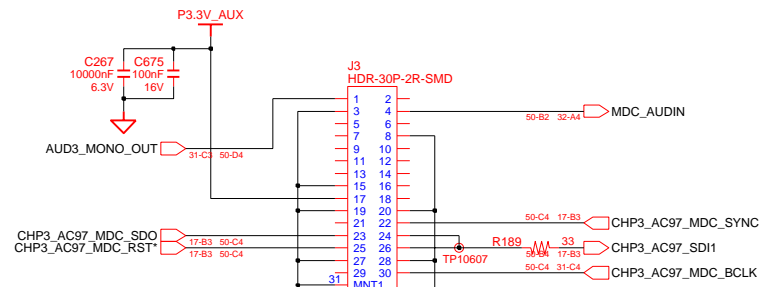 P3.3V_AUX
C267 C675
10000nF 100nF
6.3V 16V
J3
HDR-30P-2R-SMD
1 2
3 4
50-B2 32-A4
MDC_AUDIN
5 6
7 8
AUD3_MONO_OUT
31-C3 50-D4
9 10
11 12
13 14
15 16
17 18
19 20
21 22
50-C4 17-B3
CHP3_AC97_MDC_SYNC
CHP3_AC97_MDC_SDO
17-B3 50-C4
23 24
CHP3_AC97_MDC_RST*
17-B3 50-C4
25 26
R189 33
50-B4 17-B3
CHP3_AC97_SDI1
TP10607
27 28
29 30
50-C4 31-C4
CHP3_AC97_MDC_BCLK
31 MNT1